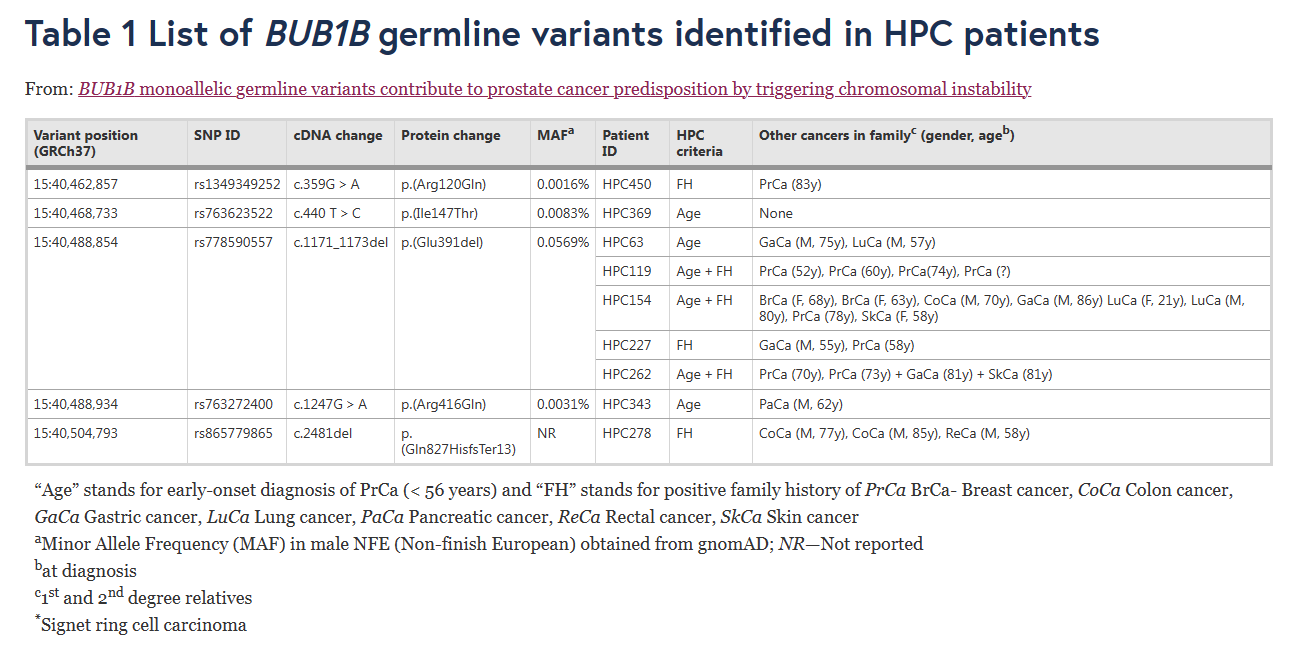 Table 1 List of BUB1B germline variants identified in HPC patients
From: BUB1B monoallelic germline variants contribute to prostate cancer predisposition by triggering chromosomal instability
Variant position (GRCh37) SNP ID cDNA change Protein change MAFa Patient ID HPC criteria Other cancers in familyc (gender, ageb)
15:40,462,857 rs1349349252 c.359G > A p.(Arg120Gln) 0.0016% HPC450 FH PrCa (83y)
15:40,468,733 rs763623522 c.440 T > C p.(Ile147Thr) 0.0083% HPC369 Age None
15:40,488,854 rs778590557 c.1171_1173del p.(Glu391del) 0.0569% HPC63 Age GaCa (M, 75y), LuCa (M, 57y)
HPC119 Age + FH PrCa (52y), PrCa (60y), PrCa(74y), PrCa (?)
HPC154 Age + FH BrCa (F, 68y), BrCa (F, 63y), CoCa (M, 70y), GaCa (M, 86y) LuCa (F, 21y), LuCa (M,
80y), PrCa (78y), SkCa (F, 58y)
HPC227 FH GaCa (M, 55y), PrCa (58y)
HPC262 Age + FH PrCa (70y), PrCa (73y) + GaCa (81y) + SkCa (81y)
15:40,488,934 rs763272400 c.1247G > A p.(Arg416Gln) 0.0031% HPC343 Age PaCa (M, 62y)
15:40,504,793 rs865779865 c.2481del p.(Gln827HisfsTer13) NR HPC278 FH CoCa (M, 77y), CoCa (M, 85y), ReCa (M, 58y)
“Age” stands for early-onset diagnosis of PrCa (< 56 years) and “FH” stands for positive family history of PrCa BrCa- Breast cancer, CoCa Colon cancer,
GaCa Gastric cancer, LuCa Lung cancer, PaCa Pancreatic cancer, ReCa Rectal cancer, SkCa Skin cancer
aMinor Allele Frequency (MAF) in male NFE (Non-finish European) obtained from gnomAD; NR—Not reported
bat diagnosis
c1st and 2nd degree relatives
*Signet ring cell carcinoma